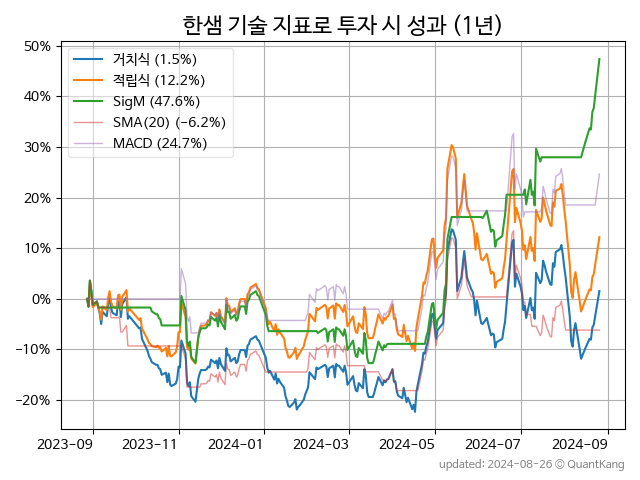 한샘 기술 지표로 투자 시 성과 (1년)
거치식 (1.5%)
적립식 (12.2%)
SigM (47.6%)
SMA(20) (−6.2%)
MACD (24.7%)
50%
40%
30%
20%
10%
0%
−10%
−20%
2023-09 2023-11 2024-01 2024-03 2024-05 2024-07 2024-09
updated: 2024-08-26 © QuantKang